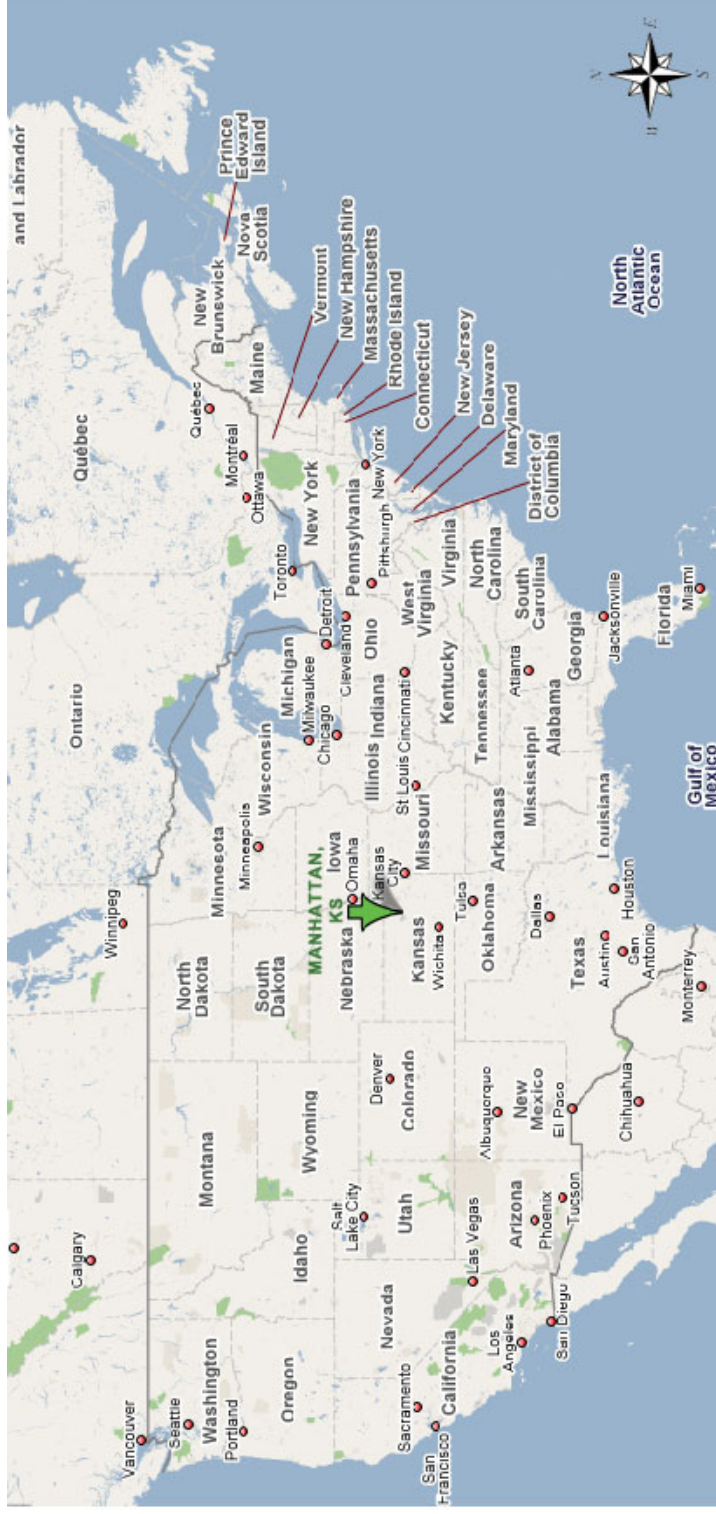 Calgary
Vancouver
Seattle
Washington
Portland
Oregon
Idaho
Montana
Wyoming
Winnipeg
North
Dakota
South
Dakota
Minnesota
Minneapolis
Wisconsin
Ontario
Québec
and Labrador
Québec
Montréal
Ottawa
Toronto
New
Brunswick
Prince
Edward
Island
Nova
Scotia
Maine
Vermont
New Hampshire
Massachusetts
Rhode Island
Connecticut
New Jersey
Delaware
Maryland
District of
Columbia
New York
New York
Pennsylvania
Pittsburgh
Michigan
Detroit
Milwaukee
Chicago
Cleveland
Ohio
Indiana
Illinois
Cincinnati
St Louis
West
Virginia
Virginia
Kentucky
North
Carolina
South
Carolina
Tennessee
MANHATTAN,
KS
Iowa
Omaha
Nebraska
Kansas
City
Missouri
Kansas
Wichita
Denver
Colorado
Salt
Lake City
Utah
Nevada
Sacramento
San
Francisco
California
Las Vegas
Los
Angeles
San Diego
Arizona
Phoenix
Tucson
Albuquerque
New
Mexico
El Paso
Tulsa
Oklahoma
Arkansas
Mississippi
Alabama
Atlanta
Georgia
Dallas
Texas
Austin
San
Antonio
Houston
Louisiana
Jacksonville
Florida
Miami
Chihuahua
Monterrey
Gulf of
Mexico
North
Atlantic
Ocean
N
E
S
W